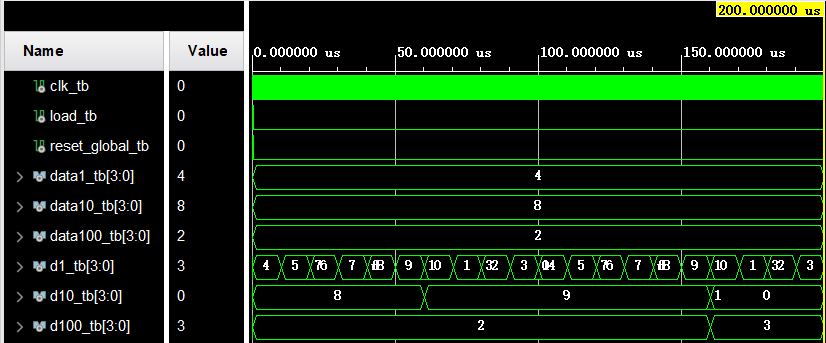 200.000000 us
Name Value 0.000000 us 50.000000 us 100.000000 us 150.000000 us
clk_tb 0
load_tb 0
reset_global_tb 0
data1_tb[3:0] 4 4
data10_tb[3:0] 8 8
data100_tb[3:0] 2 2
d1_tb[3:0] 3 4 5 76 7 9 10 1 32 3 5 76 7 9 10 1 32 3
d10_tb[3:0] 0 8 9 1 0
d100_tb[3:0] 3 2 3